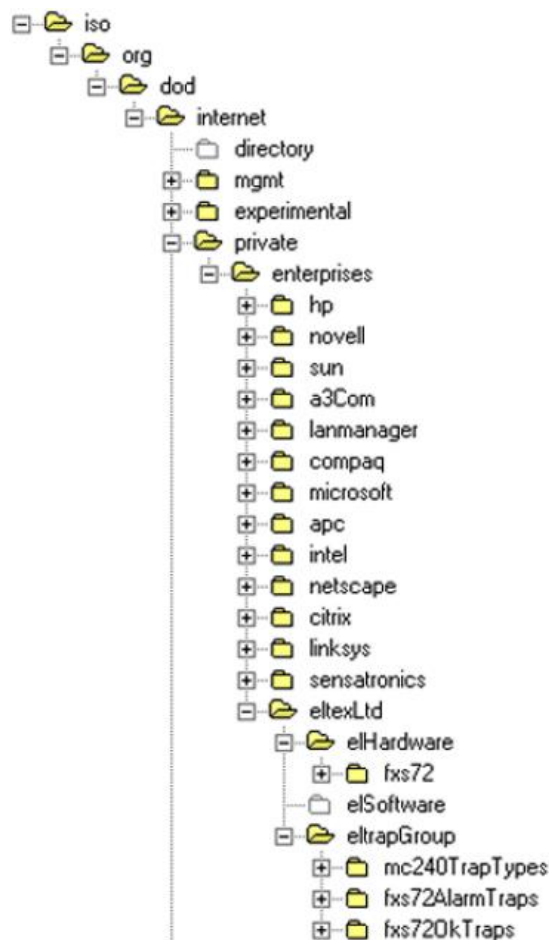 iso
org
dod
internet
directory
mgmt
experimental
private
enterprises
hp
novell
sun
a3Com
lanmanager
compaq
microsoft
apc
intel
netscape
citrix
linksys
sensatronics
eltexLtd
elHardware
fxs72
elSoftware
eltrapGroup
mc240TrapTypes
fxs72AlarmTraps
fxs72OkTraps